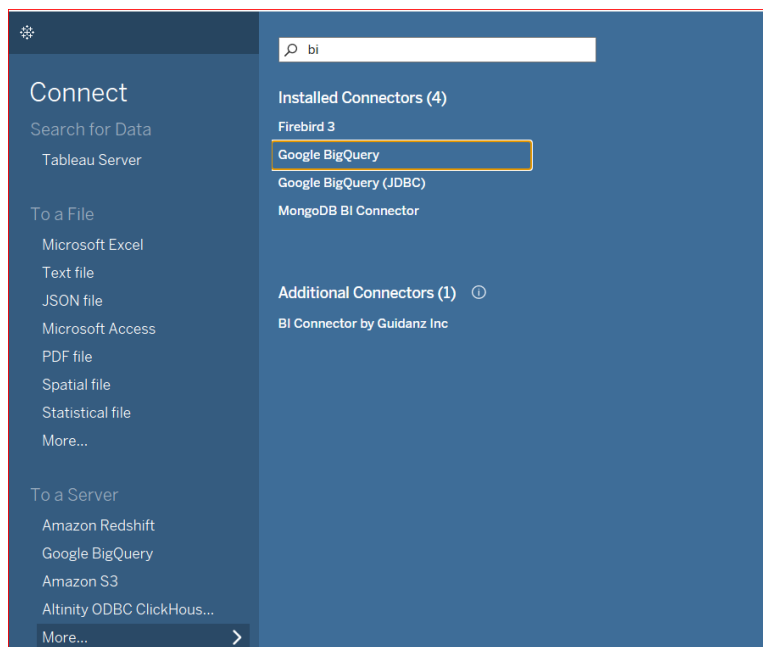 Connect
Search for Data
Tableau Server
To a File
Microsoft Excel
Text file
JSON file
Microsoft Access
PDF file
Spatial file
Statistical file
More...
To a Server
Amazon Redshift
Google BigQuery
Amazon S3
Altinity ODBC ClickHous...
More...
bi
Installed Connectors (4)
Firebird 3
Google BigQuery
Google BigQuery (JDBC)
MongoDB BI Connector
Additional Connectors (1)
BI Connector by Guidanz Inc